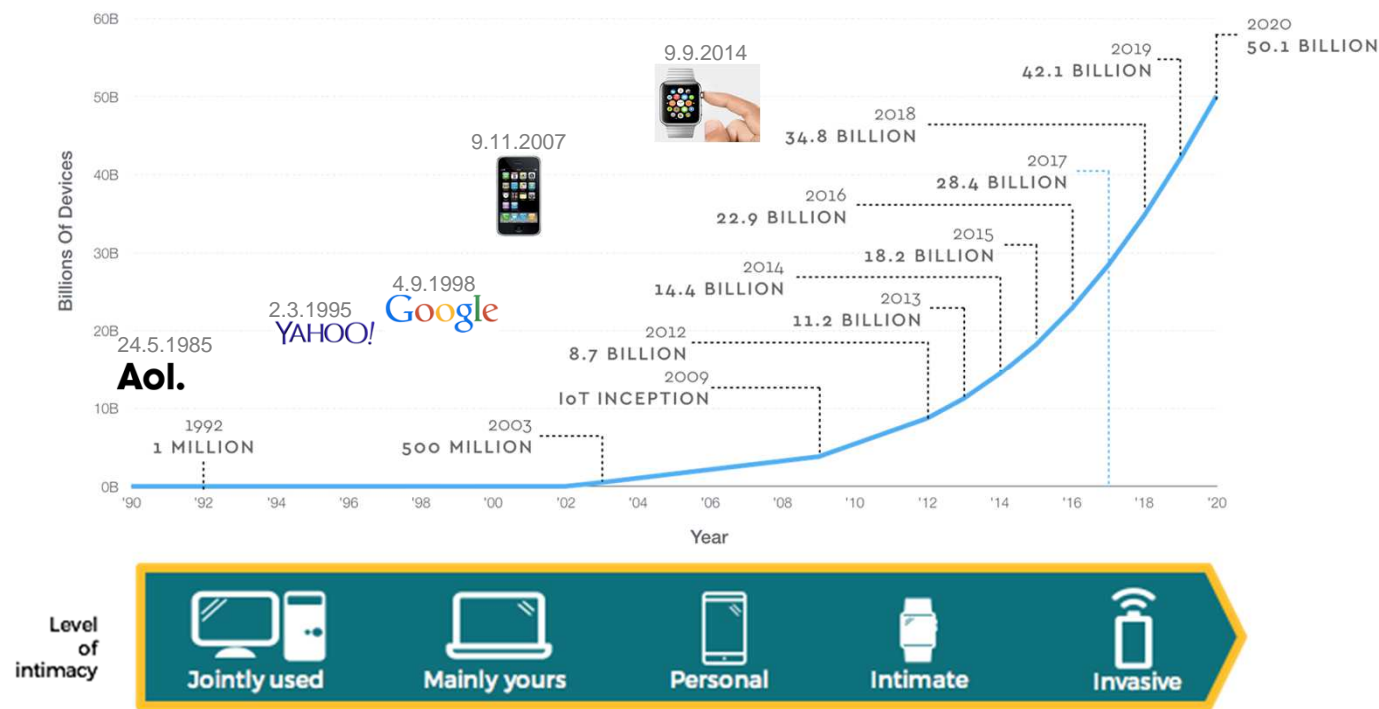 60B
50B
40B
30B
20B
10B
0B
Billions Of Devices
24.5.1985
Aol.
2.3.1995
YAHOO!
4.9.1998
Google
9.11.2007
9.9.2014
1992
1 MILLION
2003
500 MILLION
2009
IoT INCEPTION
2012
8.7 BILLION
2013
11.2 BILLION
2014
14.4 BILLION
2015
18.2 BILLION
2016
22.9 BILLION
2017
28.4 BILLION
2018
34.8 BILLION
2019
42.1 BILLION
2020
50.1 BILLION
'90 '92 '94 '96 '98 '00 '02 '04 '06 '08 '10 '12 '14 '16 '18 '20
Year
Level
of
intimacy
Jointly used
Mainly yours
Personal
Intimate
Invasive